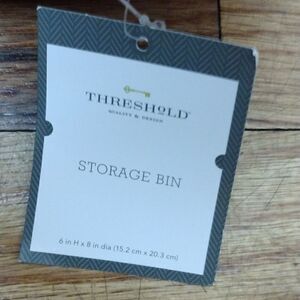 THRESHOLD
QUALITY & DESIGN
STORAGE BIN
6 in H x 8 in dia (15.2 cm x 20.3 cm)